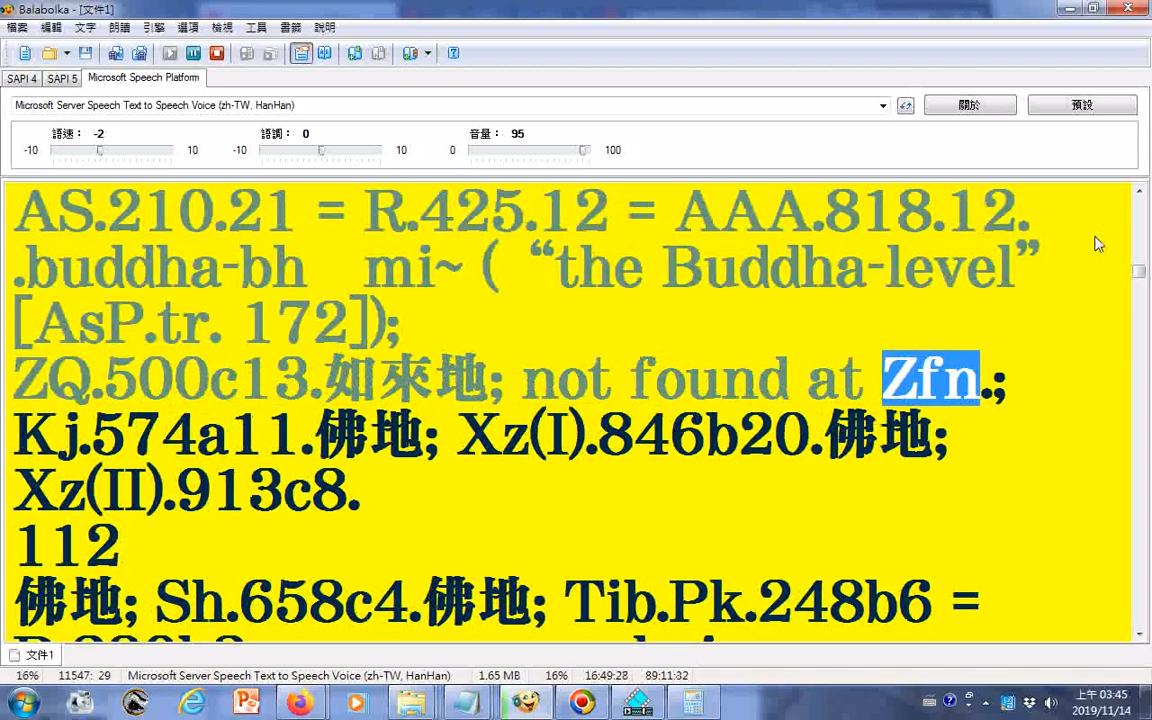 Balabolka - [文件1]
檔案 編輯 文字 朗讀 引擎 選項 檢視 工具 書籤 說明
SAPI 4 SAPI 5 Microsoft Speech Platform
Microsoft Server Speech Text to Speech Voice (zh-TW, HanHan) 關於 預設
語速： -2 語調： 0 音量： 95
-10 10 -10 10 0 100
AS.210.21 = R.425.12 = AAA.818.12.
.buddha-bh mi~ (“the Buddha-level”
[AsP.tr. 172]);
ZQ.500c13.如來地; not found at Zfn.;
Kj.574a11.佛地; Xz(I).846b20.佛地;
Xz(II).913c8.
112
佛地; Sh.658c4.佛地; Tib.Pk.248b6 =
文件1
16% 11547: 29 Microsoft Server Speech Text to Speech Voice (zh-TW, HanHan) 1.65 MB 16% 16:49:28 89:11:32
上午 03:45
2019/11/14